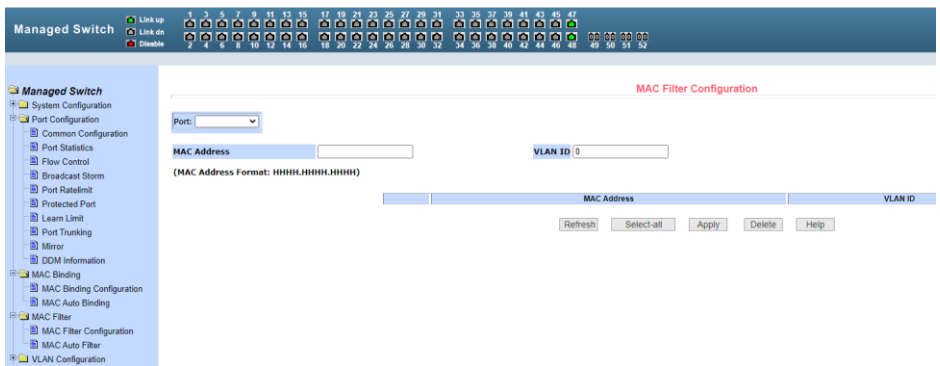 Managed Switch
Link up
Link dn
Disable
1 3 5 7 9 11 13 15 17 19 21 23 25 27 29 31 33 35 37 39 41 43 45 47
2 4 6 8 10 12 14 16 18 20 22 24 26 28 30 32 34 36 38 40 42 44 46 48 49 50 51 52
Managed Switch
System Configuration
Port Configuration
Common Configuration
Port Statistics
Flow Control
Broadcast Storm
Port Ratelimit
Protected Port
Learn Limit
Port Trunking
Mirror
DDM Information
MAC Binding
MAC Binding Configuration
MAC Auto Binding
MAC Filter
MAC Filter Configuration
MAC Auto Filter
VLAN Configuration
MAC Filter Configuration
Port:
MAC Address VLAN ID 0
(MAC Address Format: HHHH.HHHH.HHHH)
MAC Address VLAN ID
Refresh Select-all Apply Delete Help